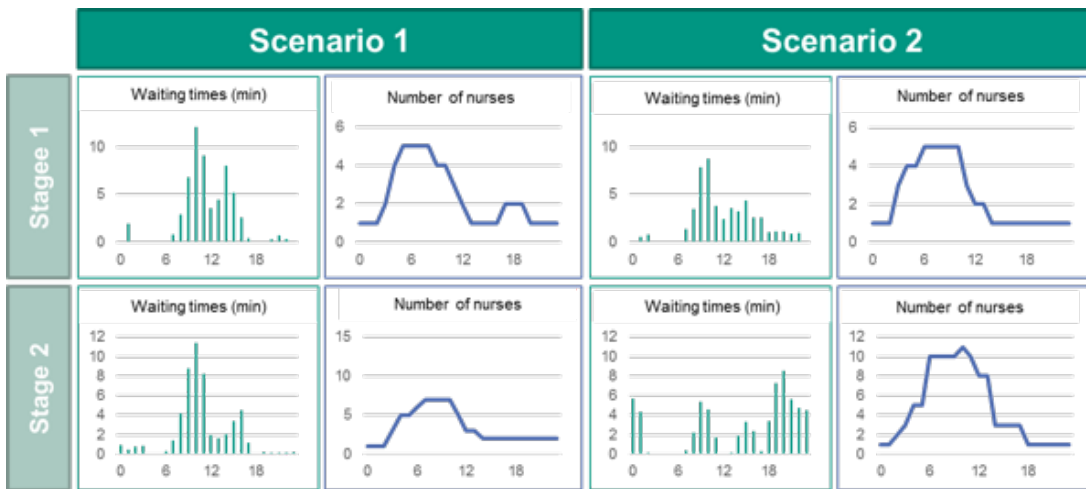 Scenario 1
Scenario 2
Stagee 1
Waiting times (min)
10
5
0
0 6 12 18
Number of nurses
6
4
2
0
0 6 12 18
Waiting times (min)
10
5
0
0 6 12 18
Number of nurses
6
4
2
0
0 6 12 18
Stage 2
Waiting times (min)
12
10
8
6
4
2
0
0 6 12 18
Number of nurses
15
10
5
0
0 6 12 18
Waiting times (min)
12
10
8
6
4
2
0
0 6 12 18
Number of nurses
12
10
8
6
4
2
0
0 6 12 18